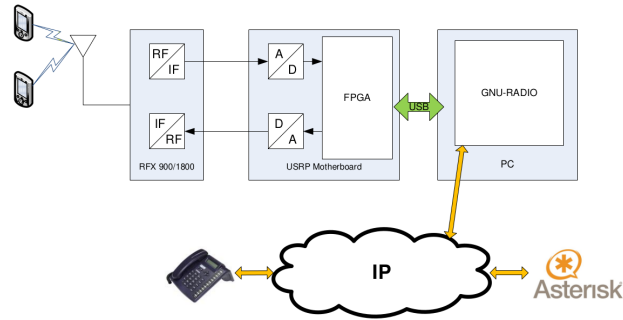 RF
IF
A
D
FPGA
GNU-RADIO
USB
IF
RF
D
A
RFX 900/1800
USRP Motherboard
PC
IP
Asterisk